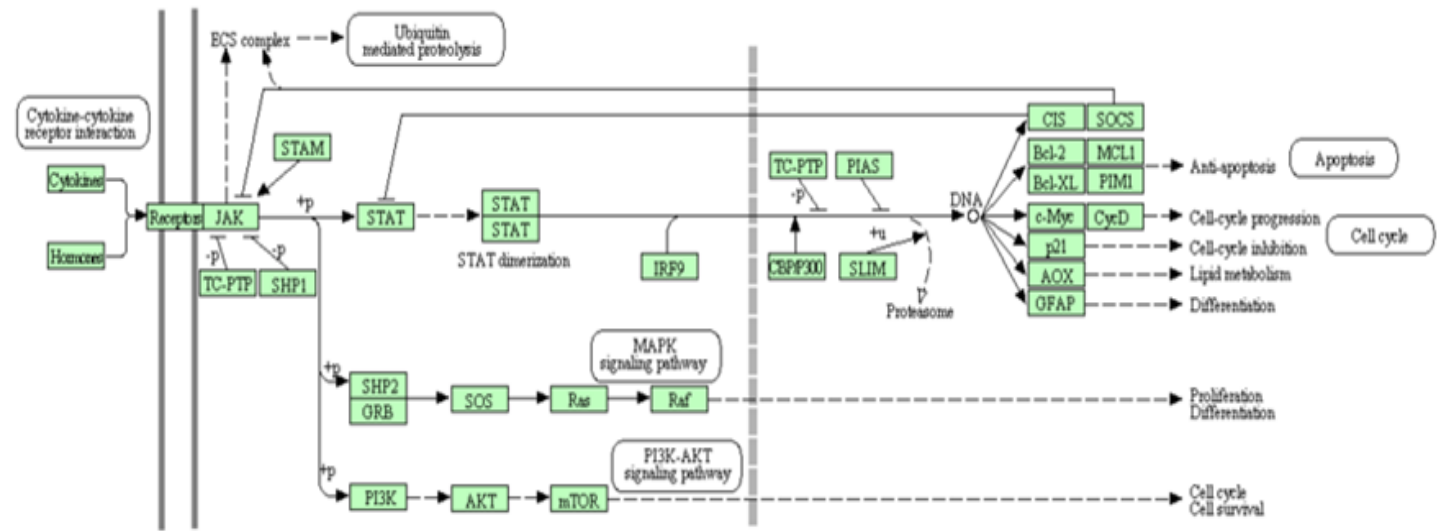 Ubiquitin
mediated proteolysis
ECS complex
Cytokine-cytokine
receptor interaction
STAM
Cytokines
Hormones
Receptors
JAK
+p
STAT
STAT
STAT
STAT dimerization
-p
-p
TC-PTP
SHP1
IRF9
TC-PTP
PIAS
-p
+u
CBP/P300
SLIM
Proteasome
DNA
CIS
SOCS
Bcl-2
MCL1
Bcl-XL
PIM1
c-Myc
CycD
p21
AOX
GFAP
Anti-apoptosis
Apoptosis
Cell-cycle progression
Cell cycle
Cell-cycle inhibition
Lipid metabolism
Differentiation
MAPK
signaling pathway
+p
SHP2
GRB
SOS
Ras
Raf
Proliferation
Differentiation
PI3K-AKT
signaling pathway
+p
PI3K
AKT
mTOR
Cell cycle
Cell survival